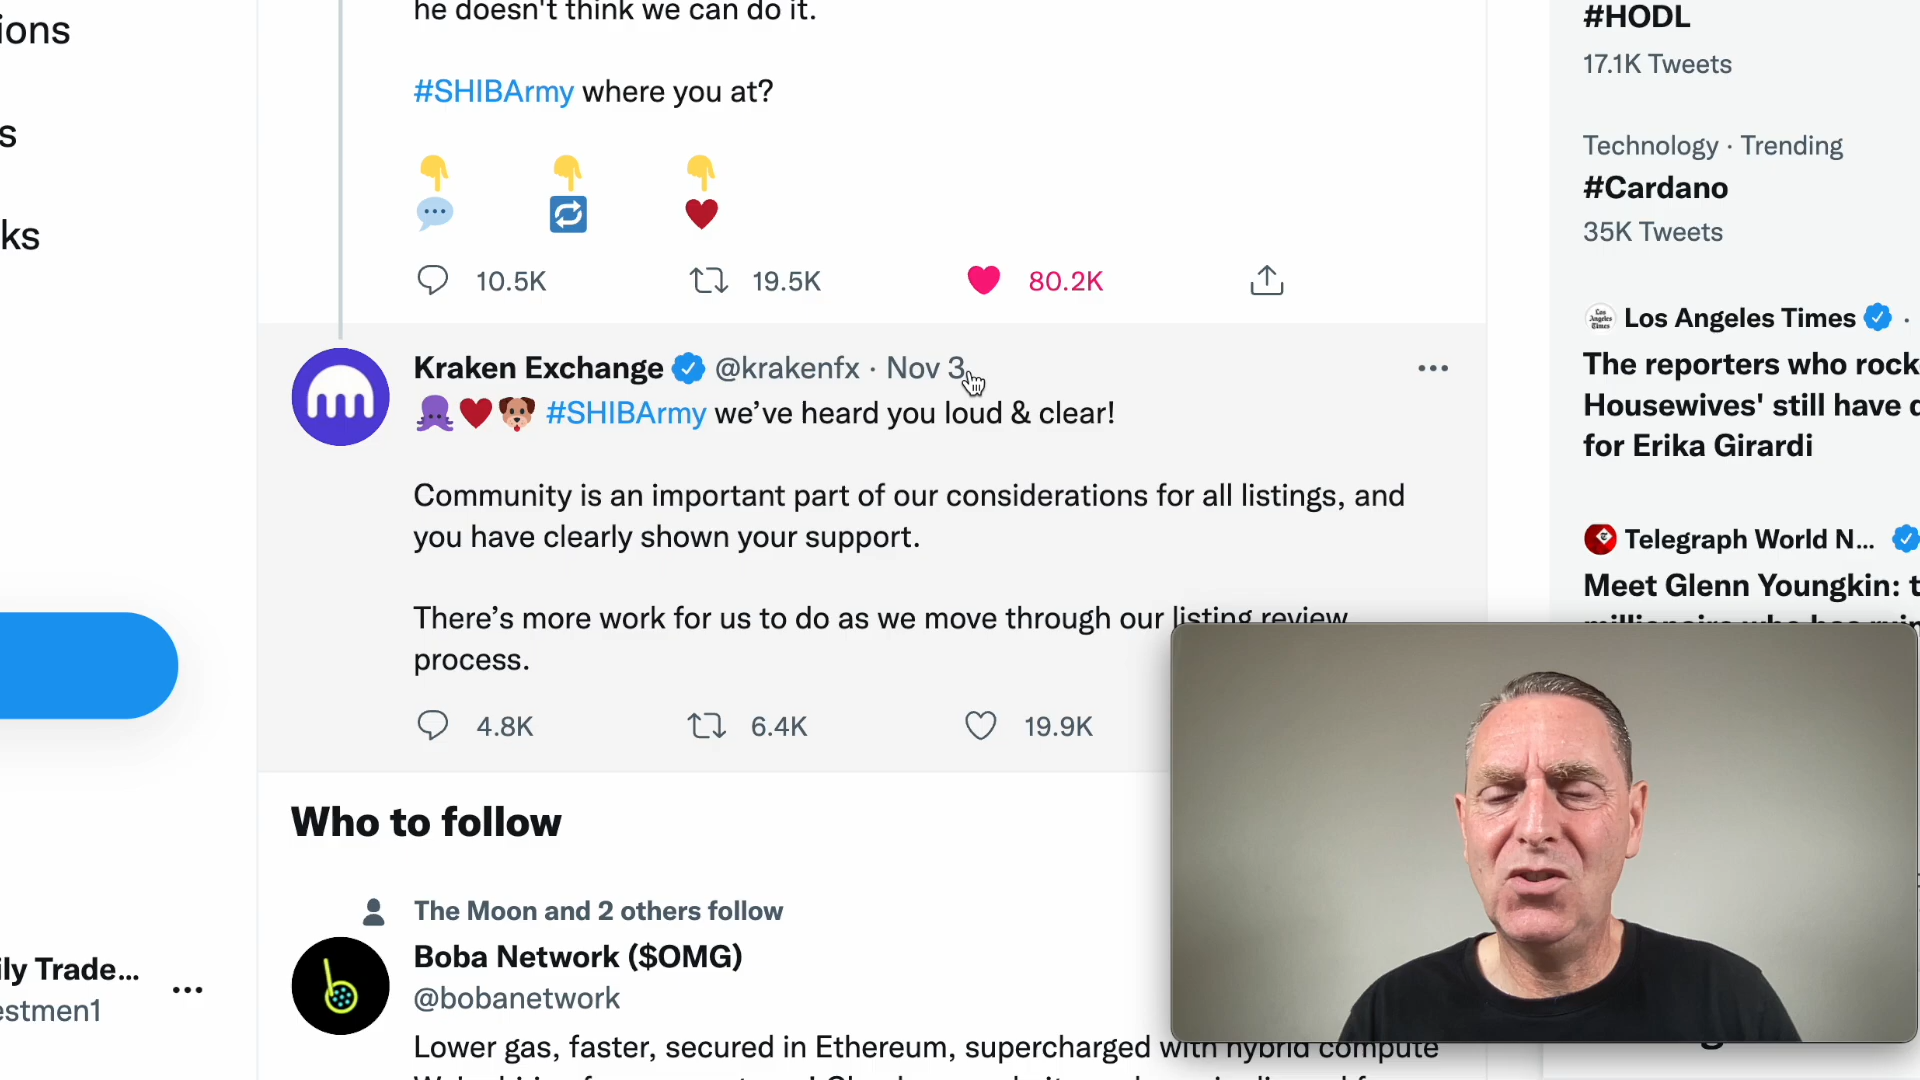 he doesn't think we can do it.
#SHIBArmy where you at?
10.5K 19.5K 80.2K
Kraken Exchange @krakenfx · Nov 3
#SHIBArmy we've heard you loud & clear!
Community is an important part of our considerations for all listings, and
you have clearly shown your support.
There's more work for us to do as we move through our listing review
process.
4.8K 6.4K 19.9K
Who to follow
The Moon and 2 others follow
Boba Network ($OMG)
@bobanetwork
Lower gas, faster, secured in Ethereum, supercharged with hybrid compute
ions
s
ks
ily Trade...
estmen1
#HODL
17.1K Tweets
Technology · Trending
#Cardano
35K Tweets
Los Angeles Times ·
The reporters who rock
Housewives' still have
for Erika Girardi
Telegraph World N...
Meet Glenn Youngkin: t